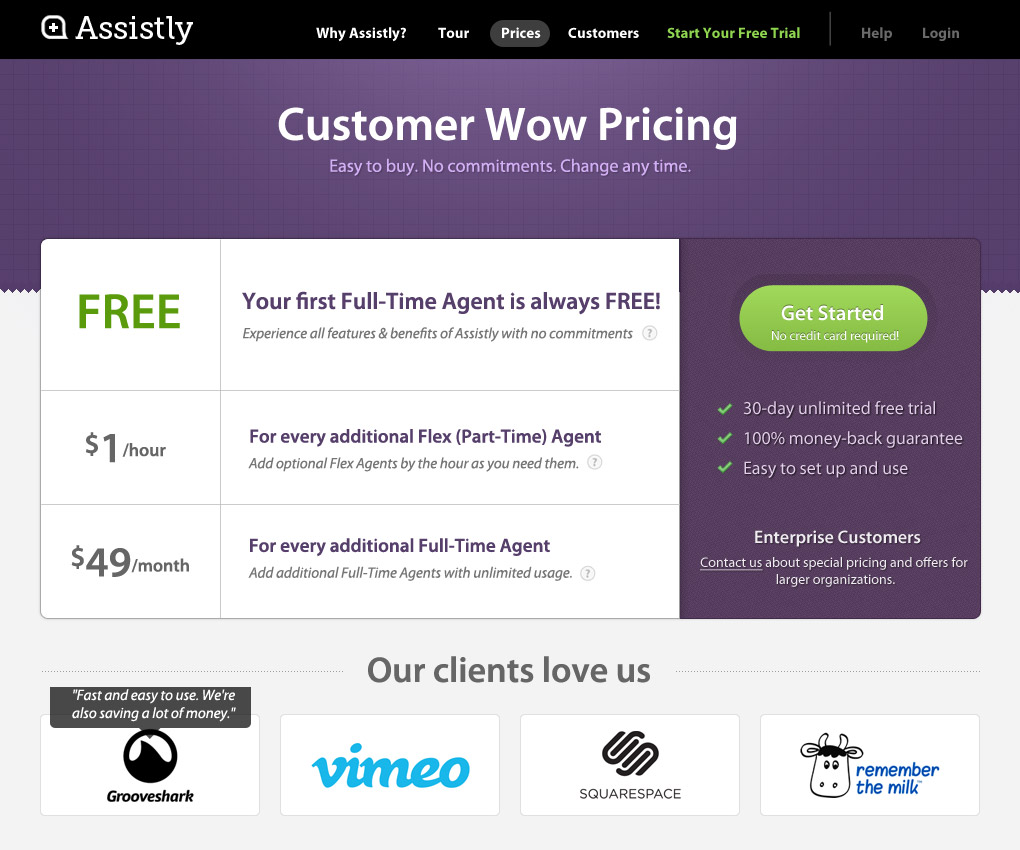 Assistly
Why Assistly? Tour Prices Customers Start Your Free Trial Help Login
Customer Wow Pricing
Easy to buy. No commitments. Change any time.
FREE
Your first Full-Time Agent is always FREE!
Experience all features & benefits of Assistly with no commitments ?
$1/hour
For every additional Flex (Part-Time) Agent
Add optional Flex Agents by the hour as you need them. ?
$49/month
For every additional Full-Time Agent
Add additional Full-Time Agents with unlimited usage. ?
Get Started
No credit card required!
30-day unlimited free trial
100% money-back guarantee
Easy to set up and use
Enterprise Customers
Contact us about special pricing and offers for
larger organizations.
Our clients love us
"Fast and easy to use. We're
also saving a lot of money."
Grooveshark
vimeo
SQUARESPACE
remember
the milk™